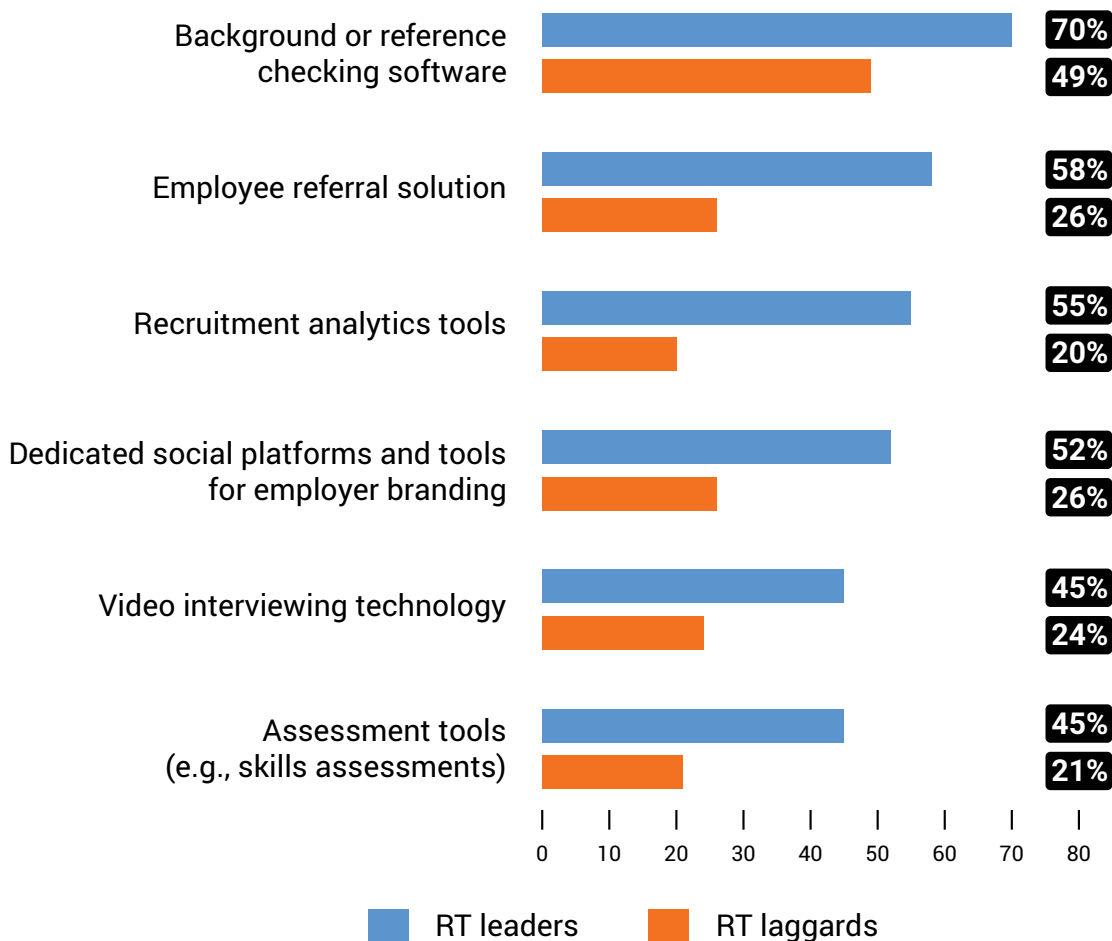 Background or reference
checking software
70%
49%
Employee referral solution
58%
26%
Recruitment analytics tools
55%
20%
Dedicated social platforms and tools
for employer branding
52%
26%
Video interviewing technology
45%
24%
Assessment tools
(e.g., skills assessments)
45%
21%
0 10 20 30 40 50 60 70 80
RT leaders RT laggards